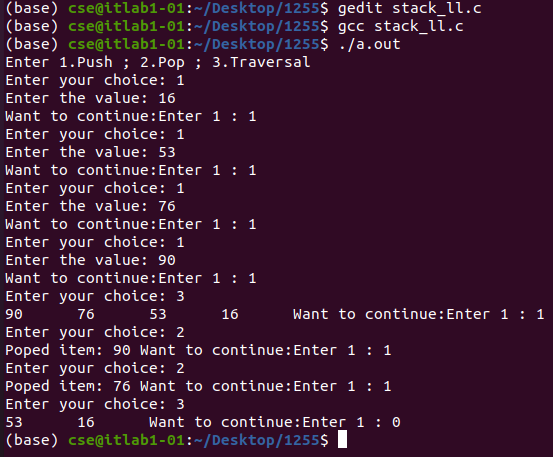 (base) cse@itlab1-01:~/Desktop/1255$ gedit stack_ll.c
(base) cse@itlab1-01:~/Desktop/1255$ gcc stack_ll.c
(base) cse@itlab1-01:~/Desktop/1255$ ./a.out
Enter 1.Push ; 2.Pop ; 3.Traversal
Enter your choice: 1
Enter the value: 16
Want to continue:Enter 1 : 1
Enter your choice: 1
Enter the value: 53
Want to continue:Enter 1 : 1
Enter your choice: 1
Enter the value: 76
Want to continue:Enter 1 : 1
Enter your choice: 1
Enter the value: 90
Want to continue:Enter 1 : 1
Enter your choice: 3
90 76 53 16 Want to continue:Enter 1 : 1
Enter your choice: 2
Poped item: 90 Want to continue:Enter 1 : 1
Enter your choice: 2
Poped item: 76 Want to continue:Enter 1 : 1
Enter your choice: 3
53 16 Want to continue:Enter 1 : 0
(base) cse@itlab1-01:~/Desktop/1255$